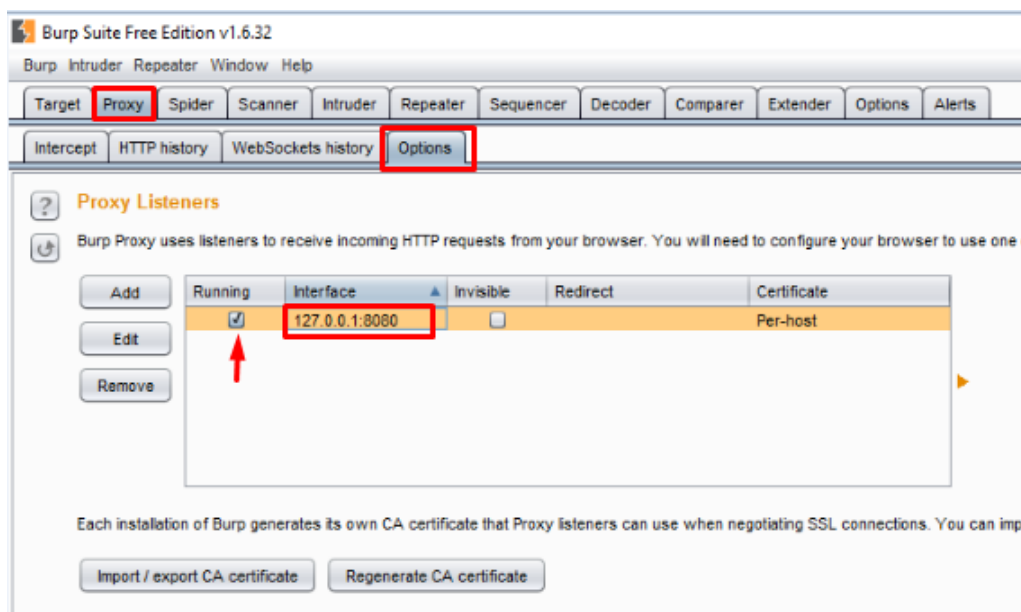 Burp Suite Free Edition v1.6.32
Burp Intruder Repeater Window Help
Target Proxy Spider Scanner Intruder Repeater Sequencer Decoder Comparer Extender Options Alerts
Intercept HTTP history WebSockets history Options
?
Proxy Listeners
Burp Proxy uses listeners to receive incoming HTTP requests from your browser. You will need to configure your browser to use one
Add Running Interface Invisible Redirect Certificate
127.0.0.1:8080 Per-host
Edit
Remove
Each installation of Burp generates its own CA certificate that Proxy listeners can use when negotiating SSL connections. You can imp
Import / export CA certificate Regenerate CA certificate